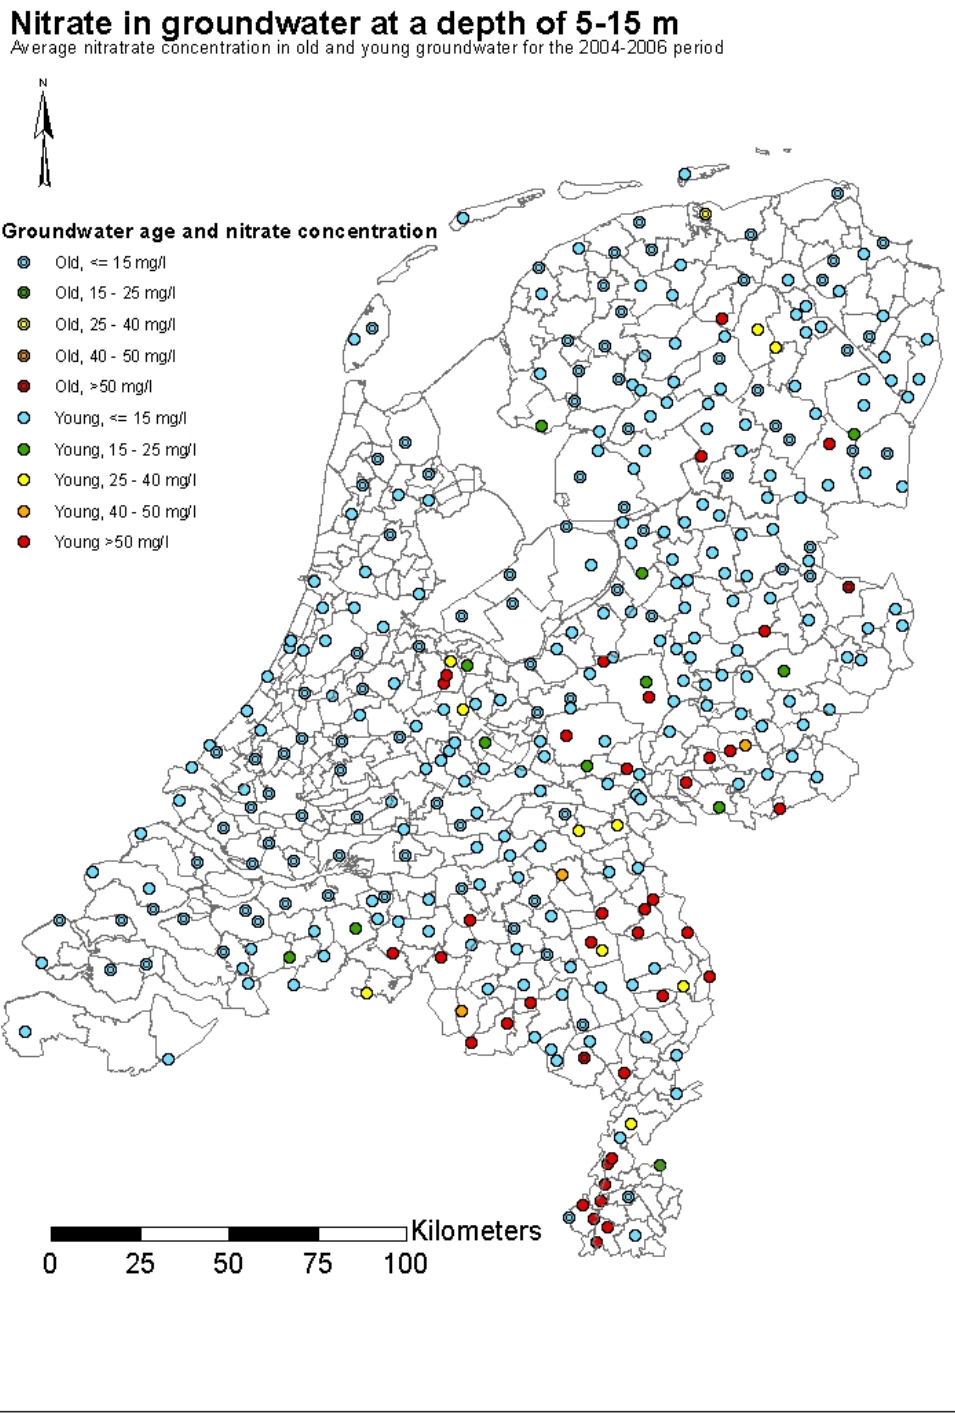 Nitrate in groundwater at a depth of 5-15 m
Average nitratrate concentration in old and young groundwater for the 2004-2006 period
N
Groundwater age and nitrate concentration
Old, <= 15 mg/l
Old, 15 - 25 mg/l
Old, 25 - 40 mg/l
Old, 40 - 50 mg/l
Old, >50 mg/l
Young, <= 15 mg/l
Young, 15 - 25 mg/l
Young, 25 - 40 mg/l
Young, 40 - 50 mg/l
Young >50 mg/l
Kilometers
0 25 50 75 100